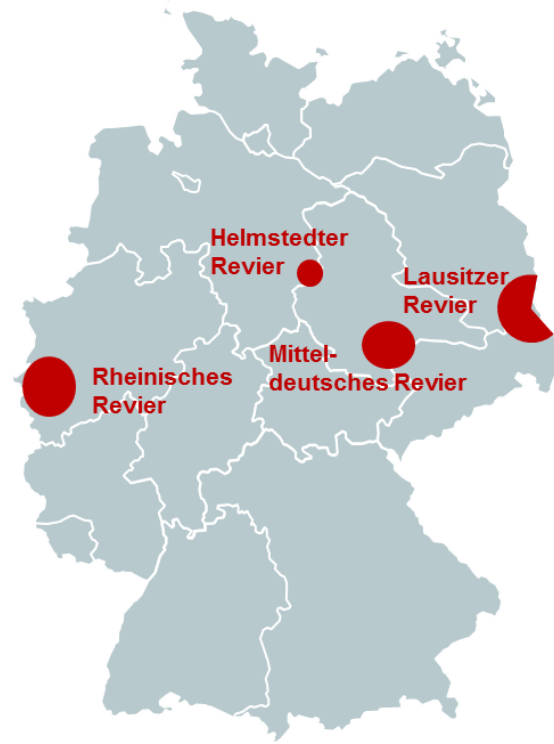 Helmstedter
Revier
Lausitzer
Revier
Mittel-
deutsches Revier
Rheinisches
Revier